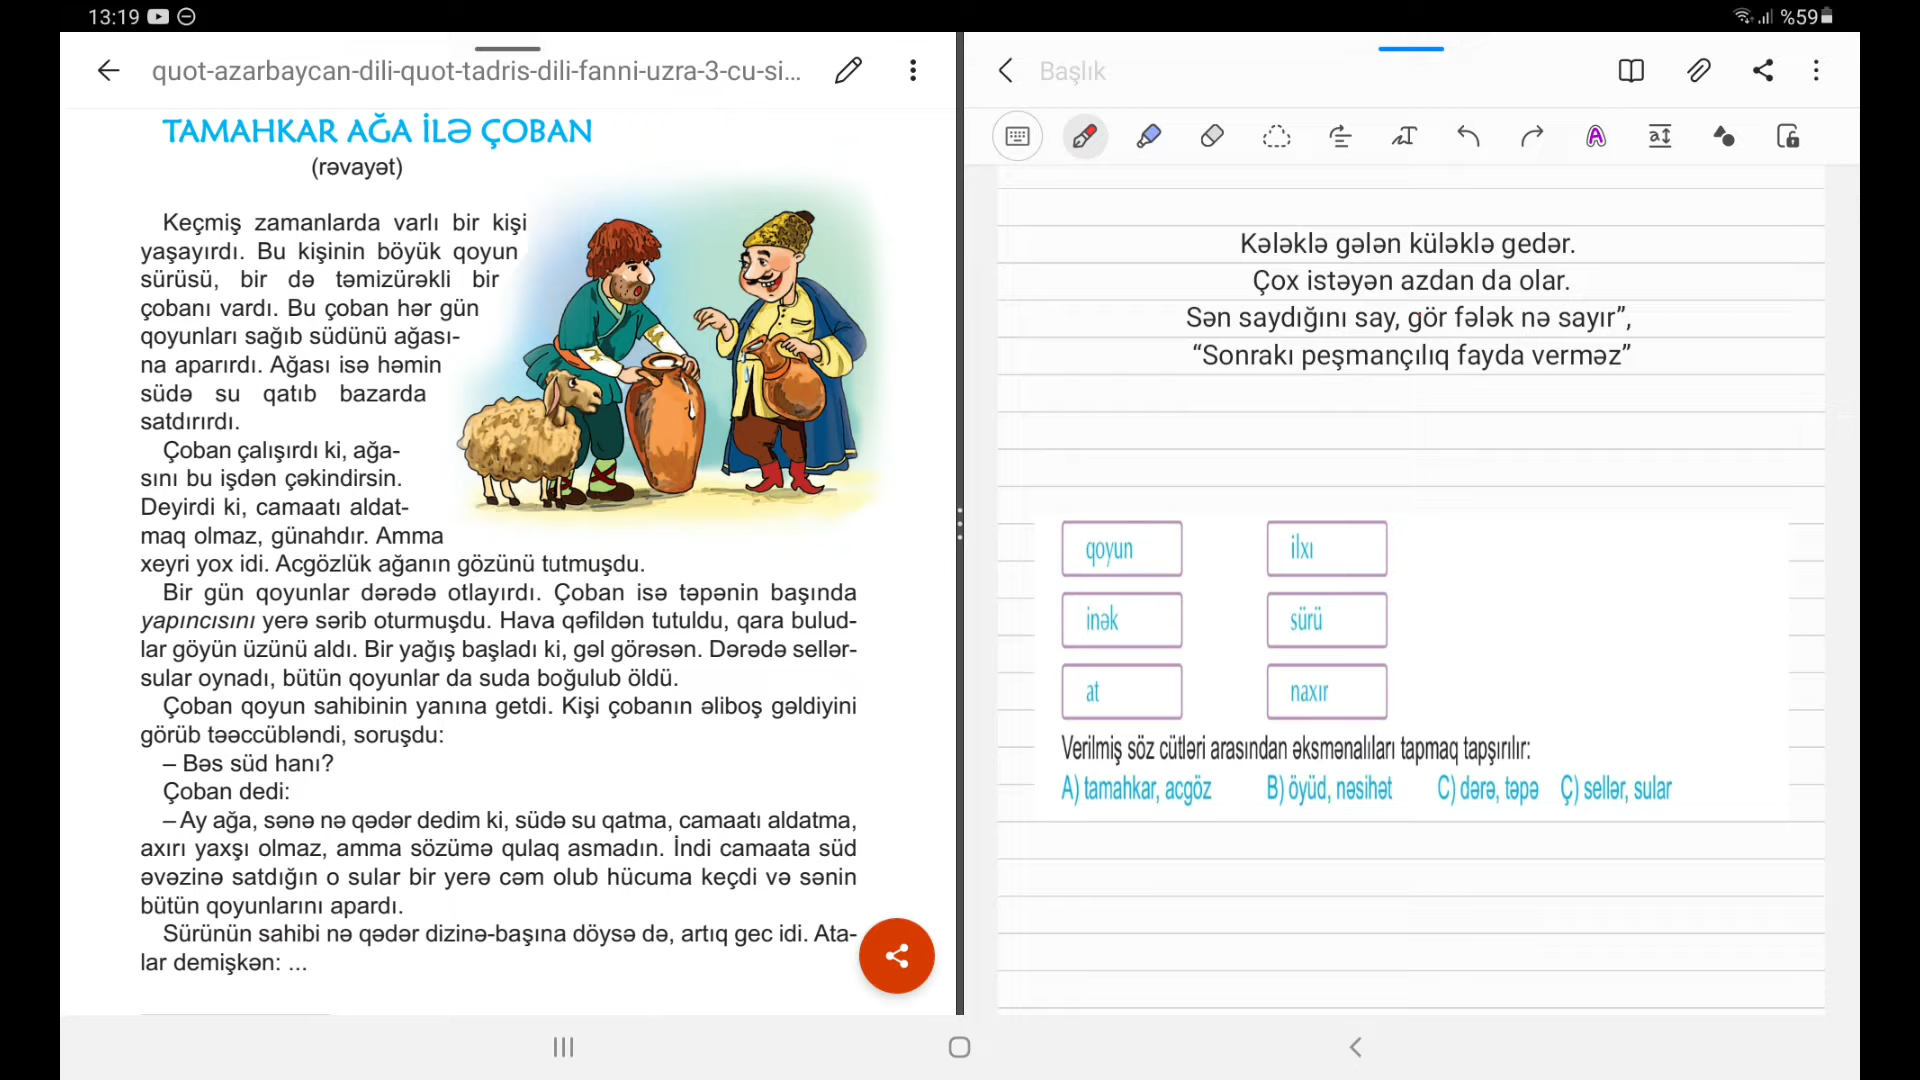 13:19
%59
quot-azarbaycan-dili-quot-tadris-dili-fanni-uzra-3-cu-si...
TAMAHKAR AĞA İLƏ ÇOBAN
(rəvayət)
Keçmiş zamanlarda varlı bir kişi
yaşayırdı. Bu kişinin böyük qoyun
sürüsü, bir də təmizürəkli bir
çobanı vardı. Bu çoban hər gün
qoyunları sağıb südünü ağası-
na aparırdı. Ağası isə həmin
südə su qatıb bazarda
satdırırdı.
Çoban çalışırdı ki, ağa-
sını bu işdən çəkindirsin.
Deyirdi ki, camaatı aldat-
maq olmaz, günahdır. Amma
xeyri yox idi. Acgözlük ağanın gözünü tutmuşdu.
Bir gün qoyunlar dərədə otlayırdı. Çoban isə təpənin başında
yapıncısını yerə sərib oturmuşdu. Hava qəfildən tutuldu, qara bulud-
lar göyün üzünü aldı. Bir yağış başladı ki, gəl görəsən. Dərədə sellər-
sular oynadı, bütün qoyunlar da suda boğulub öldü.
Çoban qoyun sahibinin yanına getdi. Kişi çobanın əliboş gəldiyini
görüb təəccübləndi, soruşdu:
– Bəs süd hanı?
Çoban dedi:
– Ay ağa, sənə nə qədər dedim ki, südə su qatma, camaatı aldatma,
axırı yaxşı olmaz, amma sözümə qulaq asmadın. İndi camaata süd
əvəzinə satdığın o sular bir yerə cəm olub hücuma keçdi və sənin
bütün qoyunlarını apardı.
Sürünün sahibi nə qədər dizinə-başına döysə də, artıq gec idi. Ata-
lar demişkən: ...
Başlık
Kələklə gələn küləklə gedər.
Çox istəyən azdan da olar.
Sən saydığını say, gör fələk nə sayır”,
“Sonrakı peşmançılıq fayda verməz”
qoyun ilxı
inək sürü
at naxır
Verilmiş söz cütləri arasından əksmənalıları tapmaq tapşırılır:
A) tamahkar, acgöz B) öyüd, nəsihət C) dərə, təpə Ç) sellər, sular